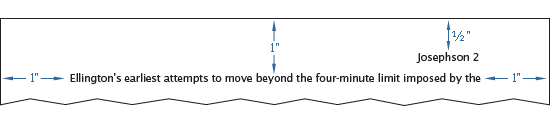 ½"
1"
Josephson 2
1" Ellington's earliest attempts to move beyond the four-minute limit imposed by the 1"